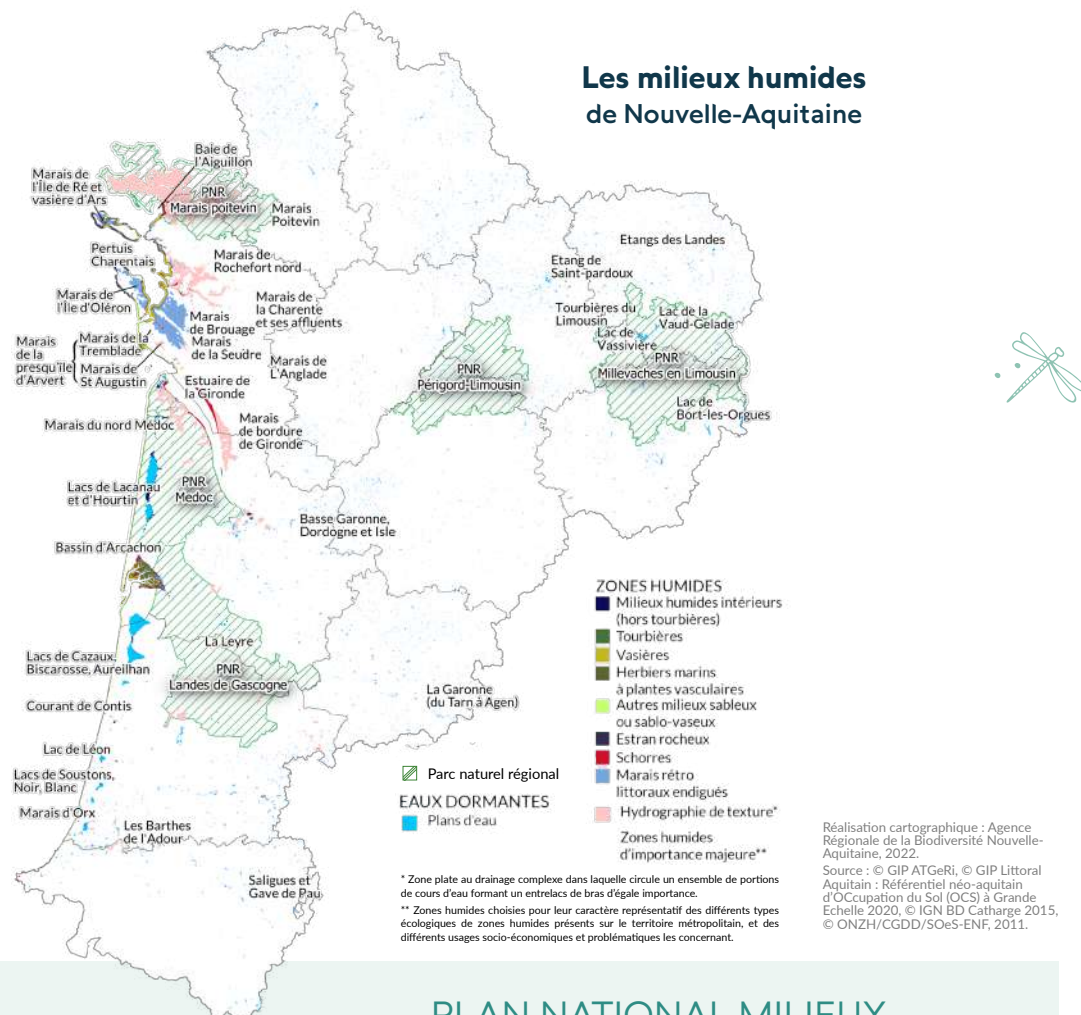 Les milieux humides
de Nouvelle-Aquitaine
Baie de
l'Aiguillon
Marais de
l'Île de Ré et
vasière d'Ars
PNR
Marais poitevin
Marais
Poitevin
Pertuis
Charentais
Marais de
Rochefort nord
Etangs des Landes
Etang de
Saint-pardoux
Marais de
l'Île d'Oléron
Marais de
la Charente
et ses affluents
Tourbières du
Limousin
Lac de la
Vaud-Gelade
Marais
de Brouage
Marais
de la Seudre
Lac de
Vassivière
Marais
de la
presqu'île
d'Arvert
Marais de la
Tremblade
Marais de
St Augustin
Marais de
L'Anglade
PNR
Périgord-Limousin
PNR
Millevaches en Limousin
Estuaire de
la Gironde
Lac de
Bort-les-Orgues
Marais du nord Médoc
Marais
de bordure
de Gironde
Lacs de Lacanau
et d'Hourtin
PNR
Medoc
Basse Garonne,
Dordogne et Isle
Bassin d'Arcachon
La Leyre
Lacs de Cazaux,
Biscarosse, Aureilhan
PNR
Landes de Gascogne
La Garonne
(du Tarn à Agen)
Courant de Contis
Lac de Léon
Lacs de Soustons,
Noir, Blanc
Marais d'Orx
Les Barthes
de l'Adour
Saligues et
Gave de Pau
Parc naturel régional
EAUX DORMANTES
Plans d'eau
ZONES HUMIDES
Milieux humides intérieurs
(hors tourbières)
Tourbières
Vasières
Herbiers marins
à plantes vasculaires
Autres milieux sableux
ou sablo-vaseux
Estran rocheux
Schorres
Marais rétro
littoraux endigués
Hydrographie de texture*
Zones humides
d'importance majeure**
* Zone plate au drainage complexe dans laquelle circule un ensemble de portions
de cours d'eau formant un entrelacs de bras d'égale importance.
** Zones humides choisies pour leur caractère représentatif des différents types
écologiques de zones humides présents sur le territoire métropolitain, et des
différents usages socio-économiques et problématiques les concernant.
Réalisation cartographique : Agence
Régionale de la Biodiversité Nouvelle-
Aquitaine, 2022.
Source : © GIP ATGeRi, © GIP Littoral
Aquitain : Référentiel néo-aquitain
d'OCcupation du Sol (OCS) à Grande
Echelle 2020, © IGN BD Catharge 2015,
© ONZH/CGDD/SOeS-ENF, 2011.
PLAN NATIONAL MILIEUX